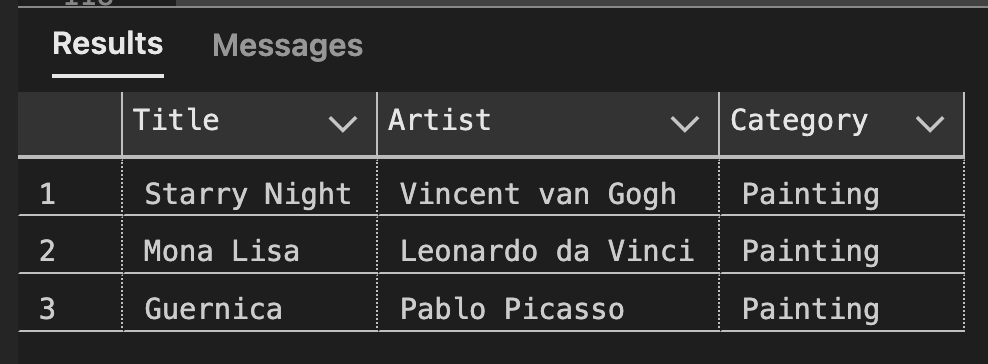 Results Messages
Title Artist Category
1 Starry Night Vincent van Gogh Painting
2 Mona Lisa Leonardo da Vinci Painting
3 Guernica Pablo Picasso Painting